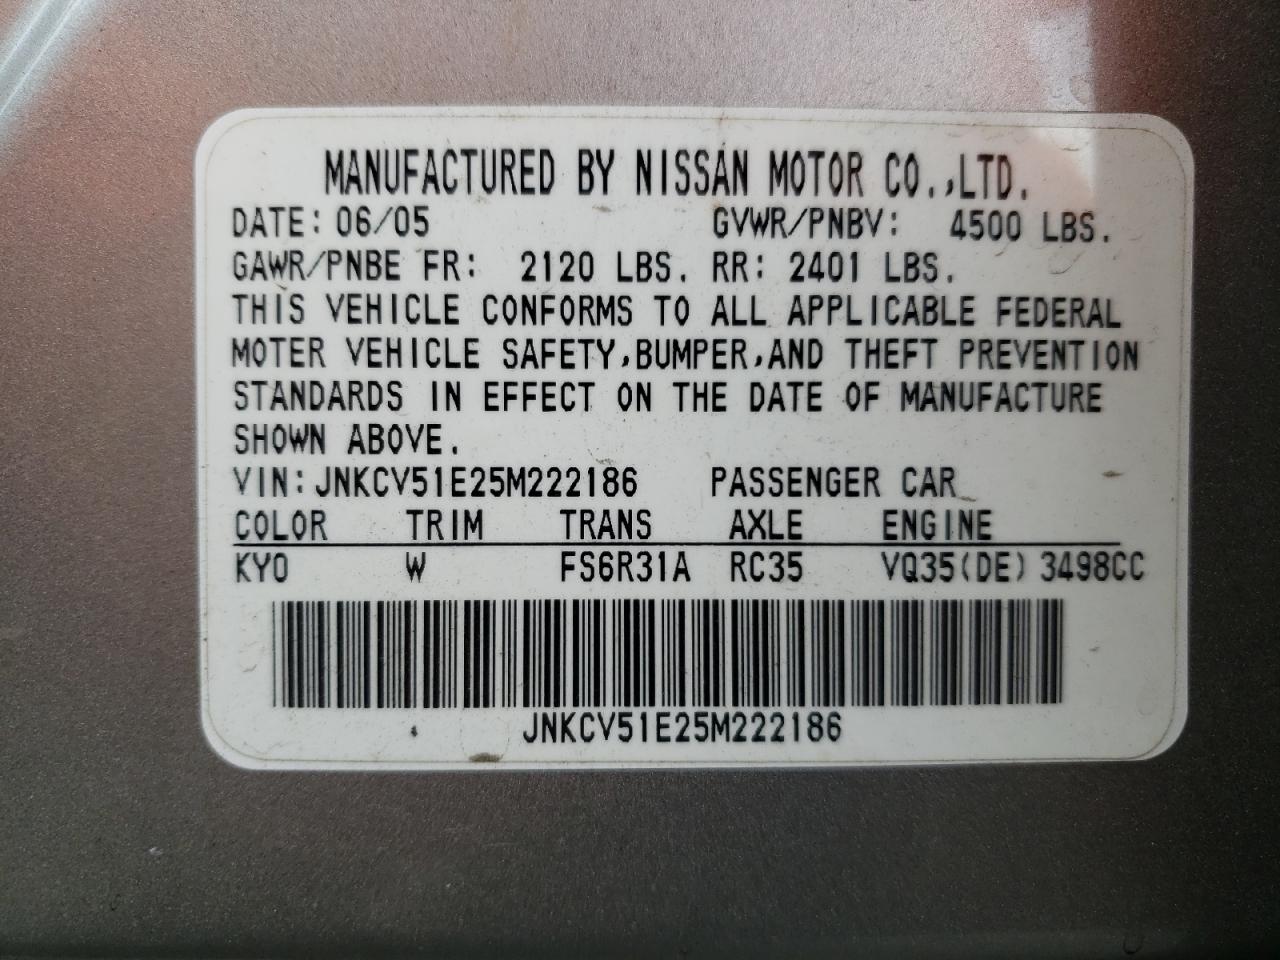 MANUFACTURED BY NISSAN MOTOR CO.,LTD.
DATE: 06/05 GVWR/PNBV: 4500 LBS.
GAWR/PNBE FR: 2120 LBS. RR: 2401 LBS.
THIS VEHICLE CONFORMS TO ALL APPLICABLE FEDERAL
MOTER VEHICLE SAFETY,BUMPER,AND THEFT PREVENTION
STANDARDS IN EFFECT ON THE DATE OF MANUFACTURE
SHOWN ABOVE.
VIN: JNKCV51E25M222186 PASSENGER CAR
COLOR TRIM TRANS AXLE ENGINE
KY0 W FS6R31A RC35 VQ35(DE) 3498CC
JNKCV51E25M222186